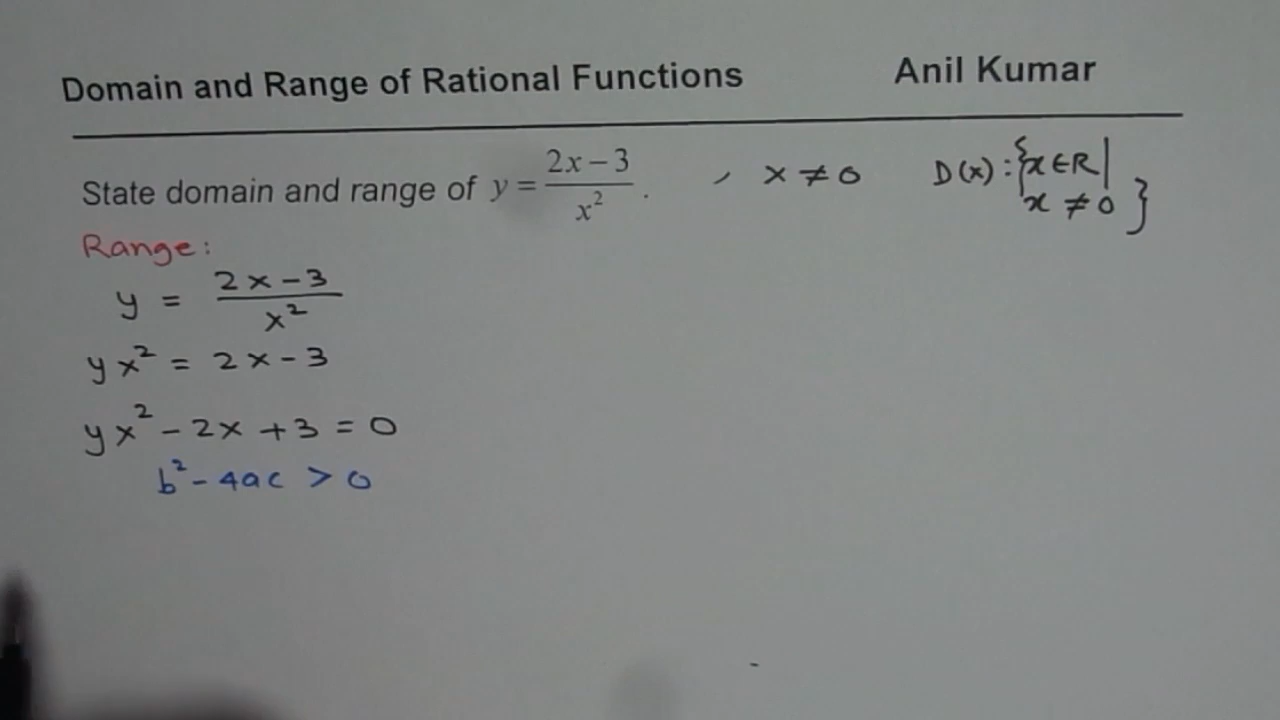 Domain and Range of Rational Functions Anil Kumar
State domain and range of y = (2x − 3)/x². , x ≠ 0 D(x) : {x ∈ R | x ≠ 0}
Range:
y = (2x − 3)/x²
yx² = 2x − 3
yx² − 2x + 3 = 0
b² − 4ac > 0